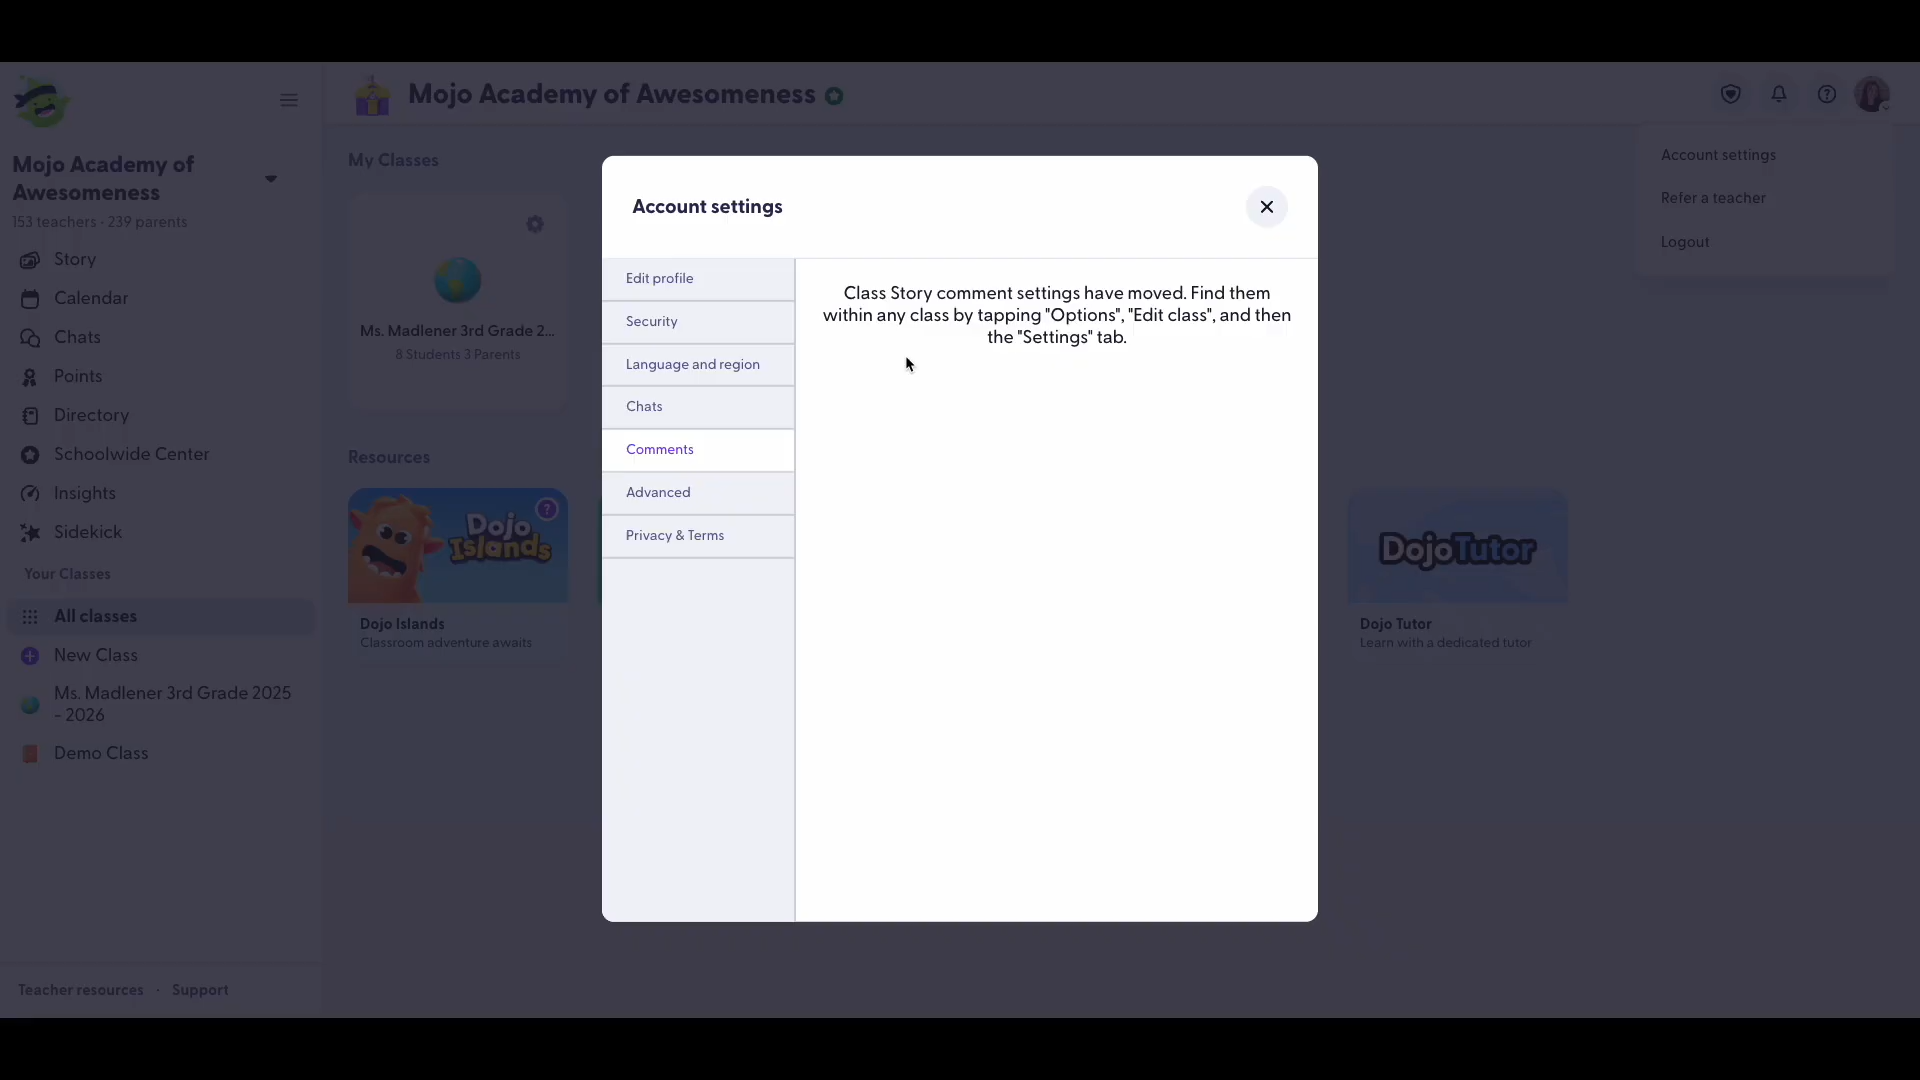 Mojo Academy of
Awesomeness
153 teachers · 239 parents
Story
Calendar
Chats
Points
Directory
Schoolwide Center
Insights
Sidekick
Your Classes
All classes
New Class
Ms. Madlener 3rd Grade 2025
- 2026
Demo Class
Teacher resources · Support
Mojo Academy of Awesomeness
My Classes
Ms. Madlener 3rd Grade 2...
8 Students 3 Parents
Resources
Dojo
Islands
?
Dojo Islands
Classroom adventure awaits
Account settings
Edit profile
Security
Language and region
Chats
Comments
Advanced
Privacy & Terms
Class Story comment settings have moved. Find them
within any class by tapping "Options", "Edit class", and then
the "Settings" tab.
DojoTutor
Dojo Tutor
Learn with a dedicated tutor
Account settings
Refer a teacher
Logout